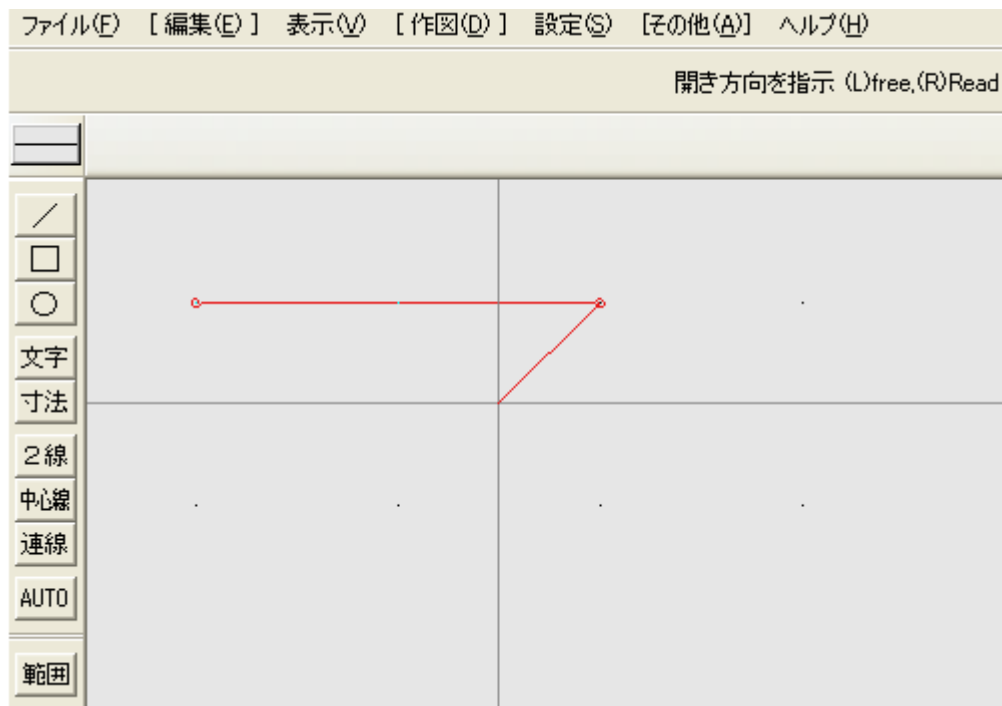 ファイル(F) [編集(E)] 表示(V) [作図(D)] 設定(S) [その他(A)] ヘルプ(H)
開き方向を指示 (L)free,(R)Read
文字
寸法
２線
中心線
連線
AUTO
範囲